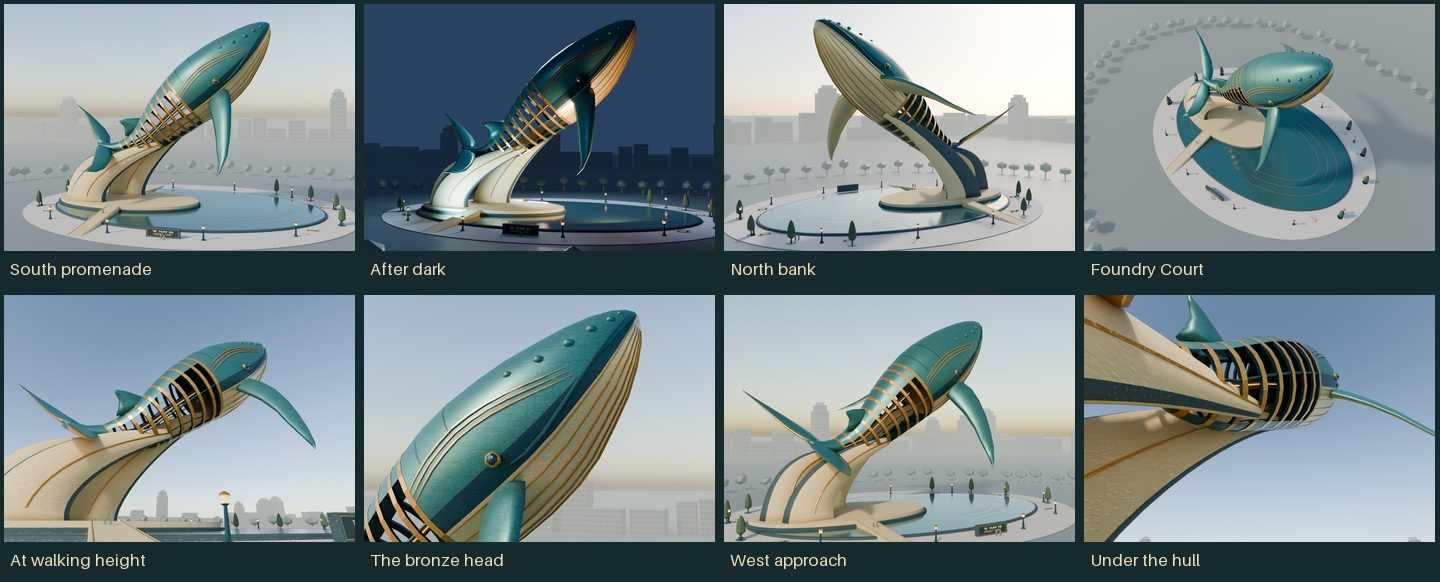 South promenade
After dark
North bank
Foundry Court
At walking height
The bronze head
West approach
Under the hull